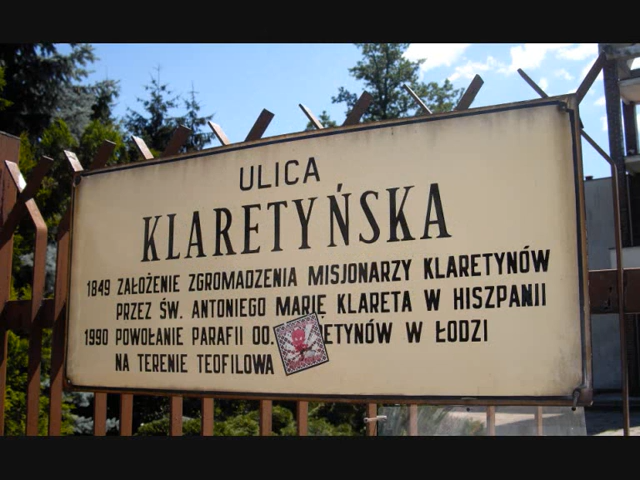 ULICA
KLARETYŃSKA
1849 ZAŁOŻENIE ZGROMADZENIA MISJONARZY KLARETYNÓW
PRZEZ ŚW. ANTONIEGO MARIĘ KLARETA W HISZPANII
1990 POWOŁANIE PARAFII OO. ETYNÓW W ŁODZI
NA TERENIE TEOFILOWA